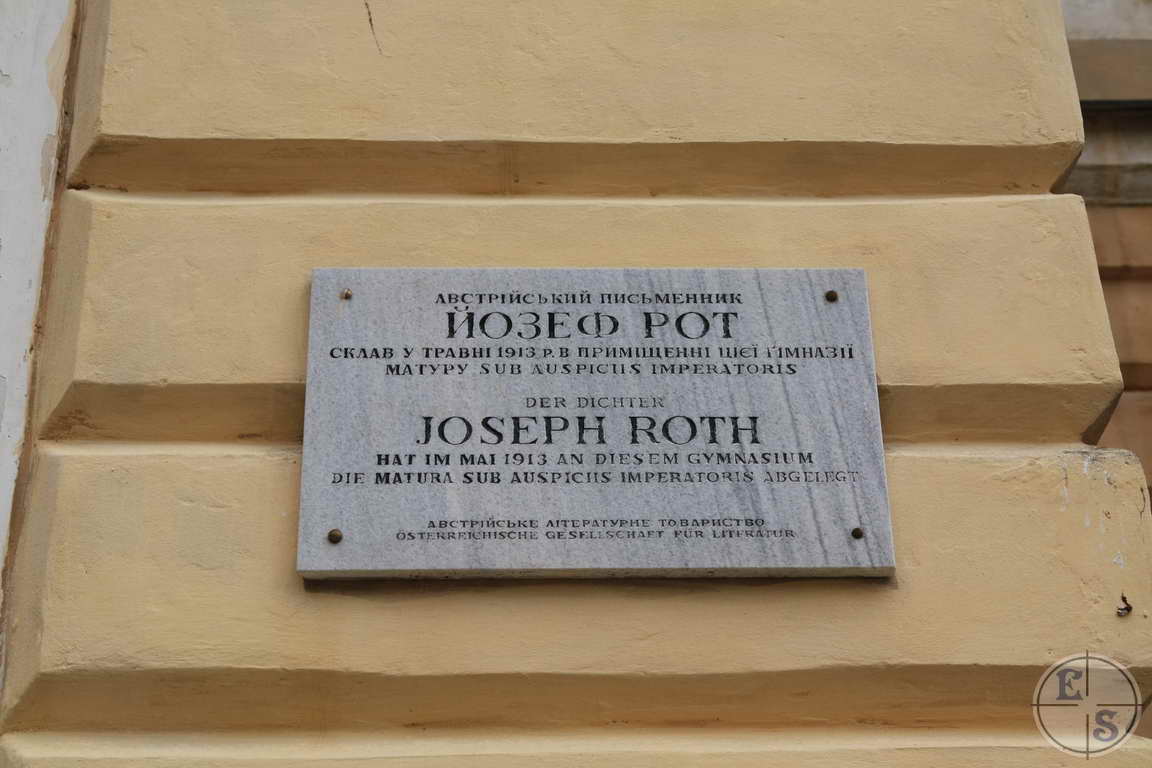 АВСТРІЙСЬКИЙ ПИСЬМЕННИК
ЙОЗЕФ РОТ
СКЛАВ У ТРАВНІ 1913 Р. В ПРИМІЩЕННІ ЦІЄЇ ГІМНАЗІЇ
МАТУРУ SUB AUSPICIIS IMPERATORIS
DER DICHTER
JOSEPH ROTH
HAT IM MAI 1913 AN DIESEM GYMNASIUM
DIE MATURA SUB AUSPICIIS IMPERATORIS ABGELEGT
АВСТРІЙСЬКЕ ЛІТЕРАТУРНЕ ТОВАРИСТВО
ÖSTERREICHISCHE GESELLSCHAFT FÜR LITERATUR
E S